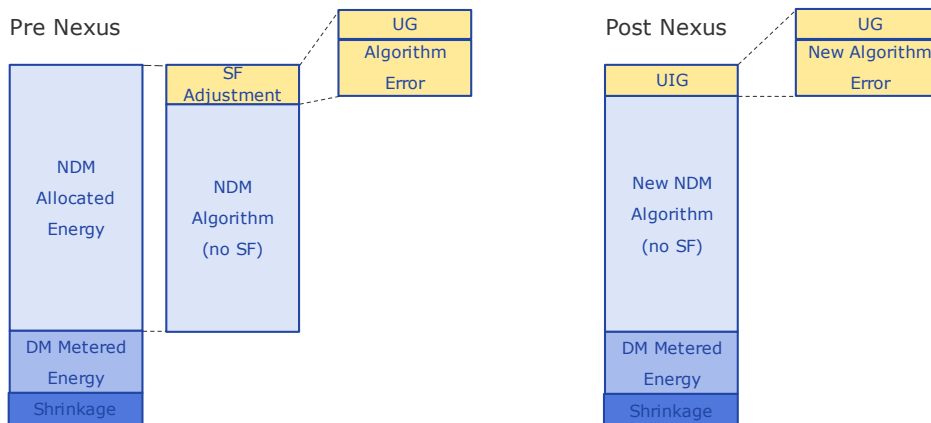 Pre Nexus
NDM
Allocated
Energy
DM Metered
Energy
Shrinkage
SF
Adjustment
NDM
Algorithm
(no SF)
UG
Algorithm
Error
Post Nexus
UIG
New NDM
Algorithm
(no SF)
DM Metered
Energy
Shrinkage
UG
New Algorithm
Error